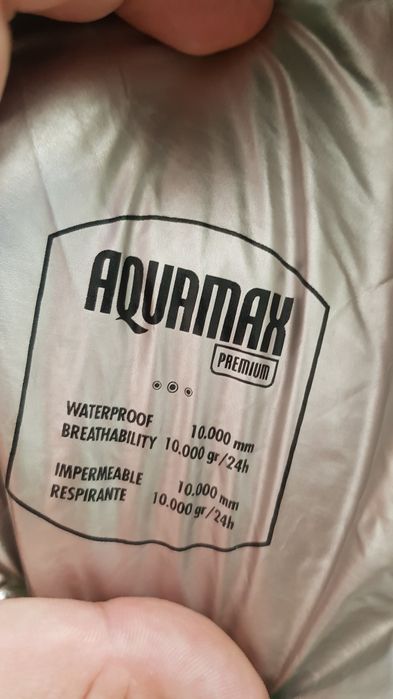 AQUAMAX
PREMIUM
WATERPROOF 10.000 mm
BREATHABILITY 10.000 gr/24h
IMPERMEABLE 10.000 mm
RESPIRANTE 10.000 gr/24h